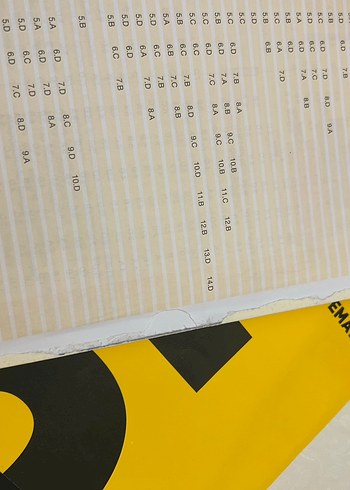 6.D 7.B
5.D
5.D 6.D 7.D 8.D 9.A
5.C 6.C 7.C
5.D 6.A 7.A 8.B
5.B 6.D
5.C 6.D 7.D
5.B 6.B
5.B
5.C
5.C 6.D 7.B 8.A
5.B 6.D 7.A 8.B 9.C 10.B
5.C 6.D 7.C 8.A 9.C 10.B 11.C 12.B
5.C 6.D
5.D 6.B 7.B 8.D 9.C 10.D 11.B 12.B 13.D 14.D
5.B 6.C 7.C 8.B
5.A 6.B 7.B
5.D 6.A 7.D 8.A
5.D 6.D
5.B 6.C 7.B
5.B
5.A 6.D 7.D 8.C 9.D 10.D
5.A 6.D 7.D 8.A
5.D 6.C 7.D
5.D 6.D 7.C 8.D 9.A
EMA